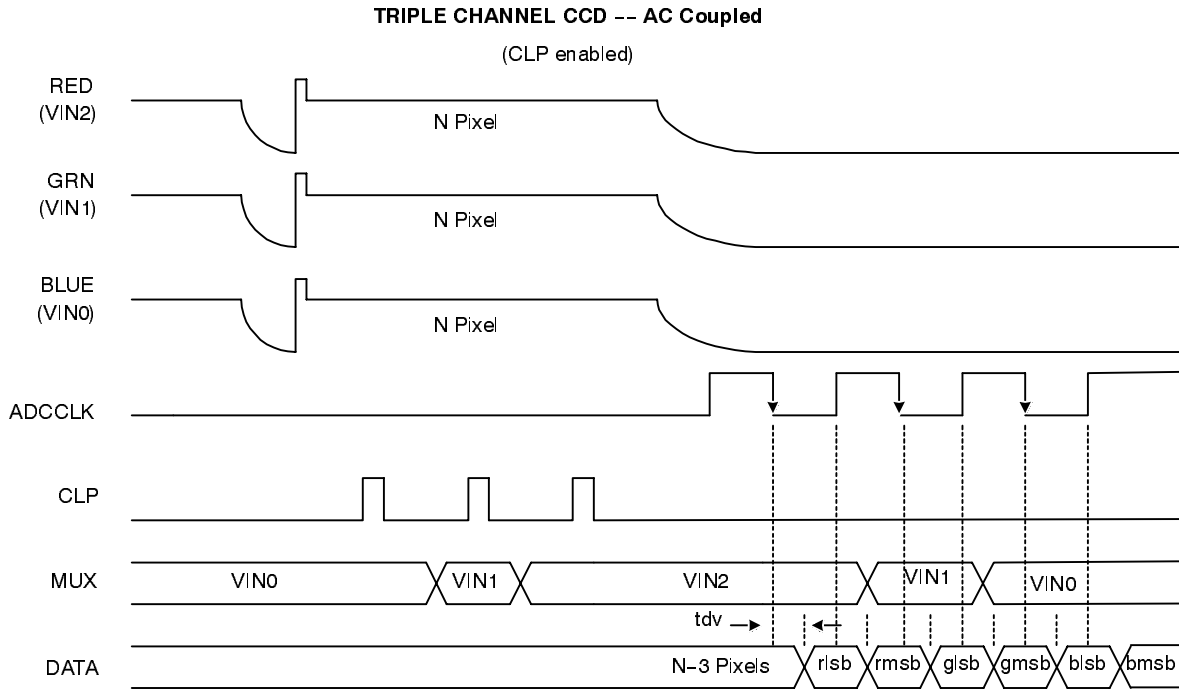 TRIPLE CHANNEL CCD -- AC Coupled
(CLP enabled)
RED
(VIN2)
N Pixel
GRN
(VIN1)
N Pixel
BLUE
(VIN0)
N Pixel
ADCCLK
CLP
MUX
VIN0
VIN1
VIN2
VIN1
VIN0
tdv
DATA
N-3 Pixels
rlsb
rmsb
glsb
gmsb
blsb
bmsb